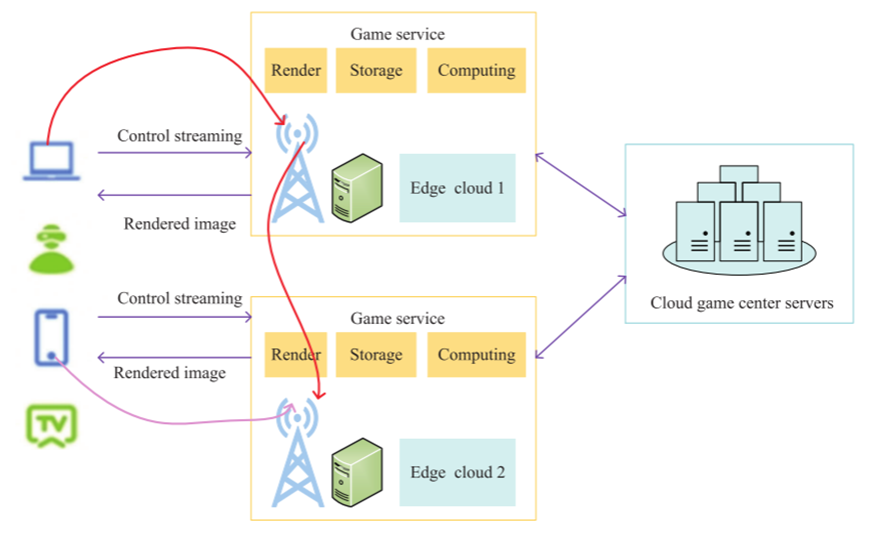 Game service
Render
Storage
Computing
Control streaming
Edge cloud 1
Rendered image
Cloud game center servers
Control streaming
Game service
Render
Storage
Computing
Rendered image
TV
Edge cloud 2